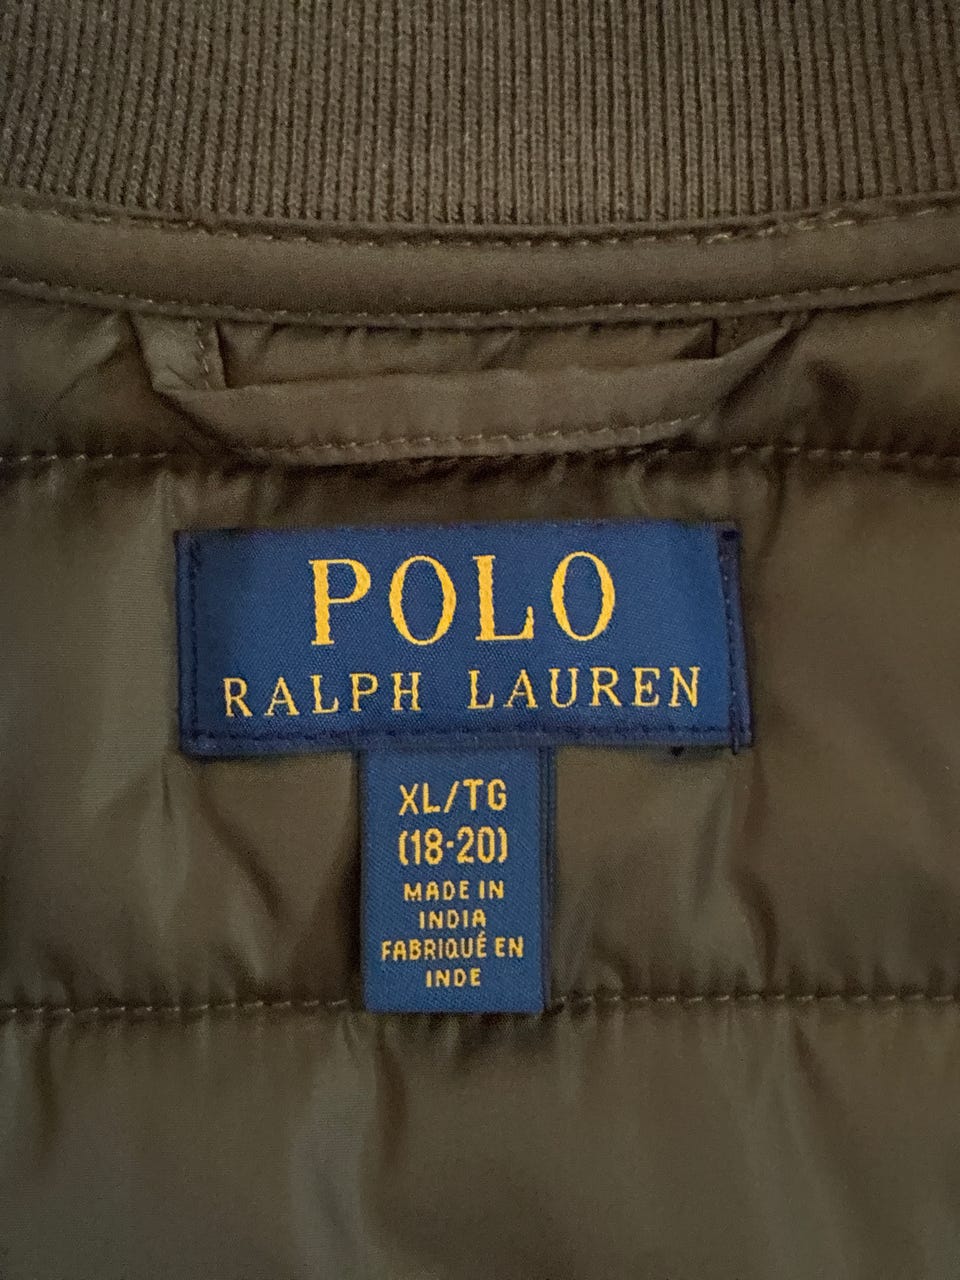 POLO
RALPH LAUREN
XL/TG
(18-20)
MADE IN
INDIA
FABRIQUÉ EN
INDE